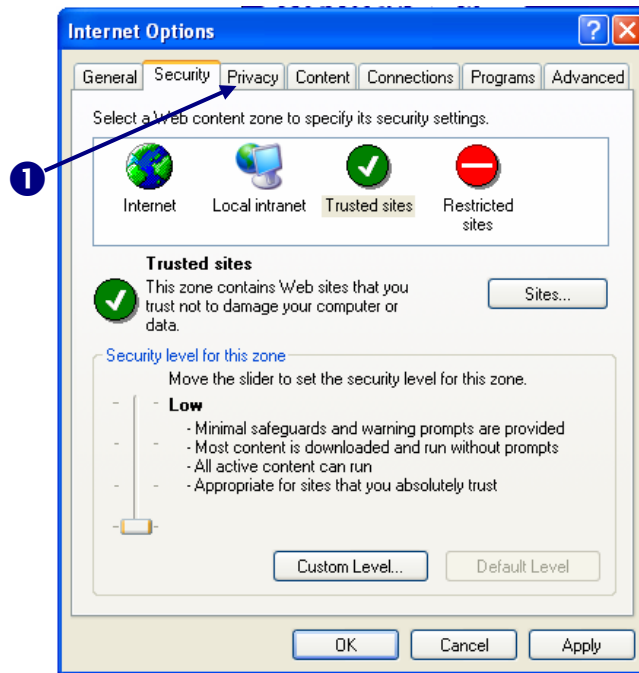 Internet Options
General Security Privacy Content Connections Programs Advanced
Select a Web content zone to specify its security settings.
1
Internet Local intranet Trusted sites Restricted
sites
Trusted sites
This zone contains Web sites that you
trust not to damage your computer or
data.
Sites...
Security level for this zone
Move the slider to set the security level for this zone.
Low
- Minimal safeguards and warning prompts are provided
- Most content is downloaded and run without prompts
- All active content can run
- Appropriate for sites that you absolutely trust
Custom Level... Default Level
OK Cancel Apply